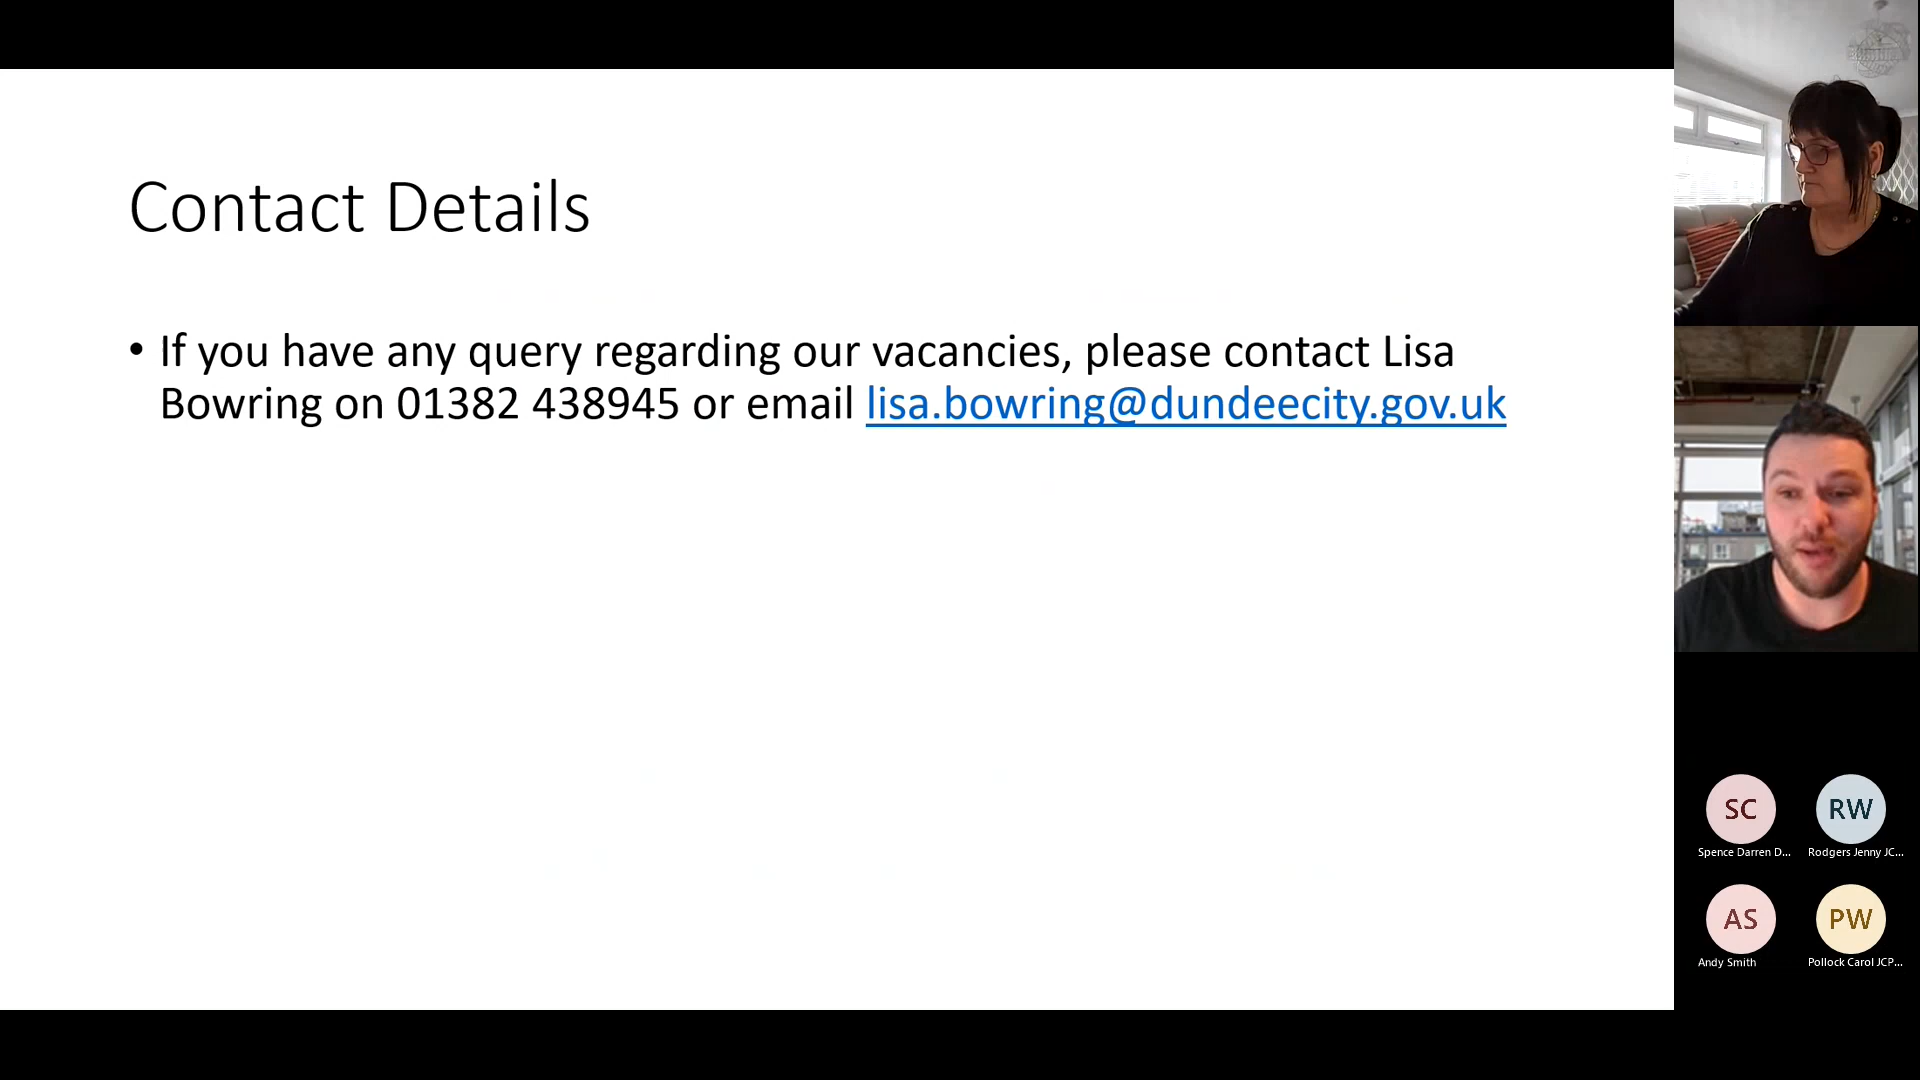 Contact Details
• If you have any query regarding our vacancies, please contact Lisa
Bowring on 01382 438945 or email lisa.bowring@dundeecity.gov.uk
SC
RW
Spence Darren D...
Rodgers Jenny JC...
AS
PW
Andy Smith
Pollock Carol JCP...